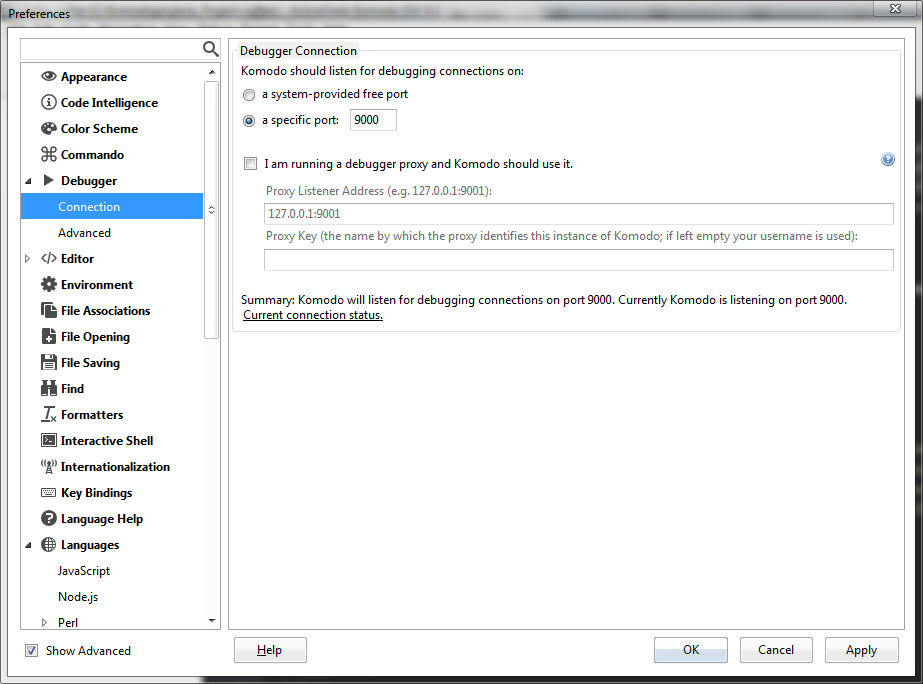 Preferences
Appearance
Code Intelligence
Color Scheme
Commando
Debugger
Connection
Advanced
Editor
Environment
File Associations
File Opening
File Saving
Find
Formatters
Interactive Shell
Internationalization
Key Bindings
Language Help
Languages
JavaScript
Node.js
Perl
Show Advanced
Debugger Connection
Komodo should listen for debugging connections on:
a system-provided free port
a specific port: 9000
I am running a debugger proxy and Komodo should use it.
Proxy Listener Address (e.g. 127.0.0.1:9001):
127.0.0.1:9001
Proxy Key (the name by which the proxy identifies this instance of Komodo; if left empty your username is used):
Summary: Komodo will listen for debugging connections on port 9000. Currently Komodo is listening on port 9000.
Current connection status.
Help
OK
Cancel
Apply